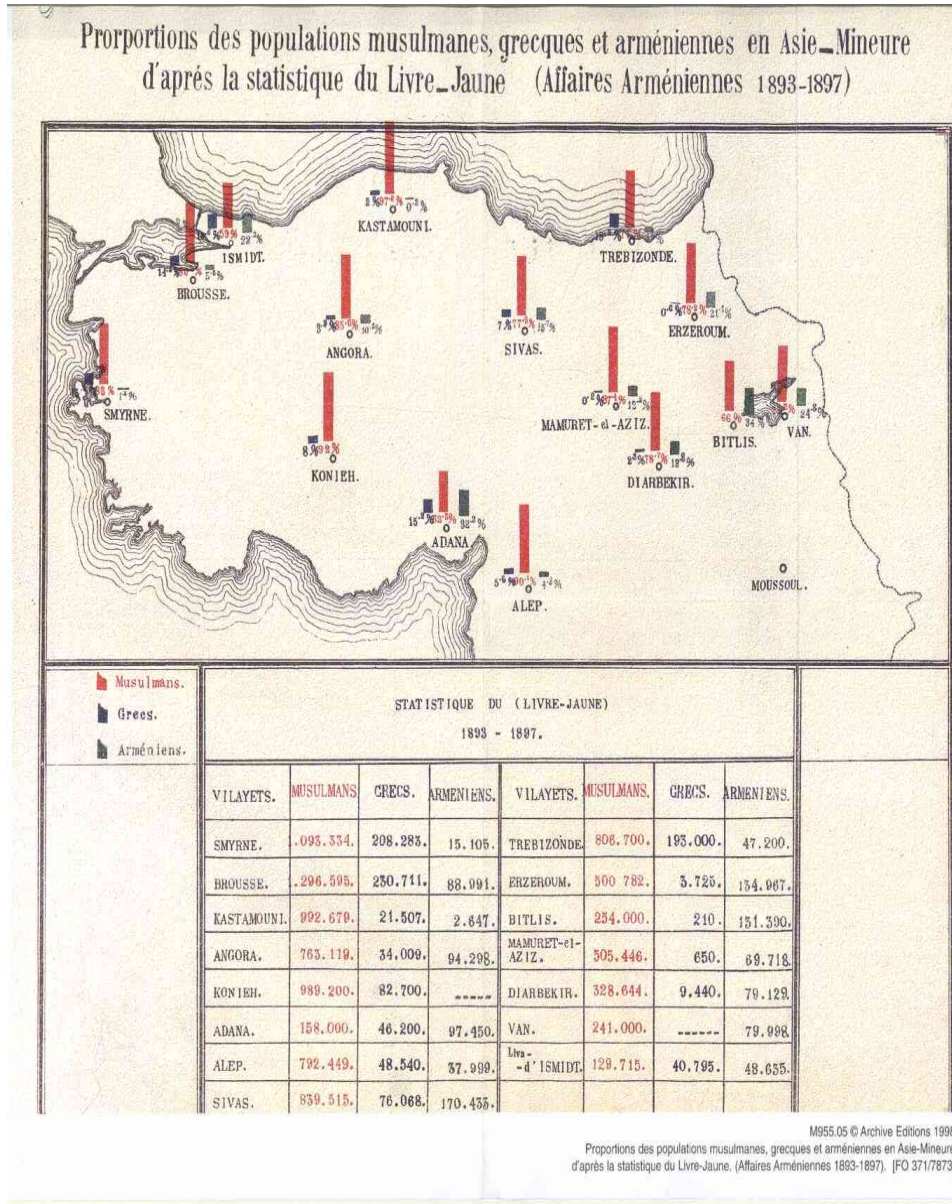 Prorportions des populations musulmanes, grecques et arméniennes en Asie_Mineure
d'aprés la statistique du Livre_Jaune (Affaires Arméniennes 1893-1897)
KASTAMOUNI.
ISMIDT.
BROUSSE.
TREBIZONDE.
ERZEROUM.
ANGORA.
SIVAS.
SMYRNE.
KONIEH.
MAMURET-el-AZIZ.
BITLIS.
VAN.
DIARBEKIR.
ADANA.
ALEP.
MOUSSOUL.
Musulmans.
Grecs.
Arméniens.
STATISTIQUE DU (LIVRE-JAUNE)
1893 - 1897.
VILAYETS. MUSULMANS GRECS. ARMENIENS. VILAYETS. MUSULMANS. GRECS. ARMENIENS.
SMYRNE. .093.334. 208.283. 15.105. TREBIZONDE 806.700. 193.000. 47.200.
BROUSSE. .296.595. 230.711. 88.991. ERZEROUM. 500 782. 3.725. 134.967.
KASTAMOUNI. 992.679. 21.507. 2.647. BITLIS. 254.000. 210. 131.390.
ANGORA. 763.119. 34.009. 94.298. MAMURET-el-AZIZ. 505.446. 650. 69.718.
KONIEH. 989.200. 82.700. ----- DIARBEKIR. 328.644. 9.440. 79.129.
ADANA. 158.000. 46.200. 97.450. VAN. 241.000. ------ 79.998
ALEP. 792.449. 48.540. 37.999. Liva-d'ISMIDT. 129.715. 40.795. 48.635.
SIVAS. 839.515. 76.068. 170.433.
M955.05 © Archive Editions 1998
Proportions des populations musulmanes, grecques et arméniennes en Asie-Mineure
d'après la statistique du Livre-Jaune. (Affaires Arméniennes 1893-1897). [FO 371/7873